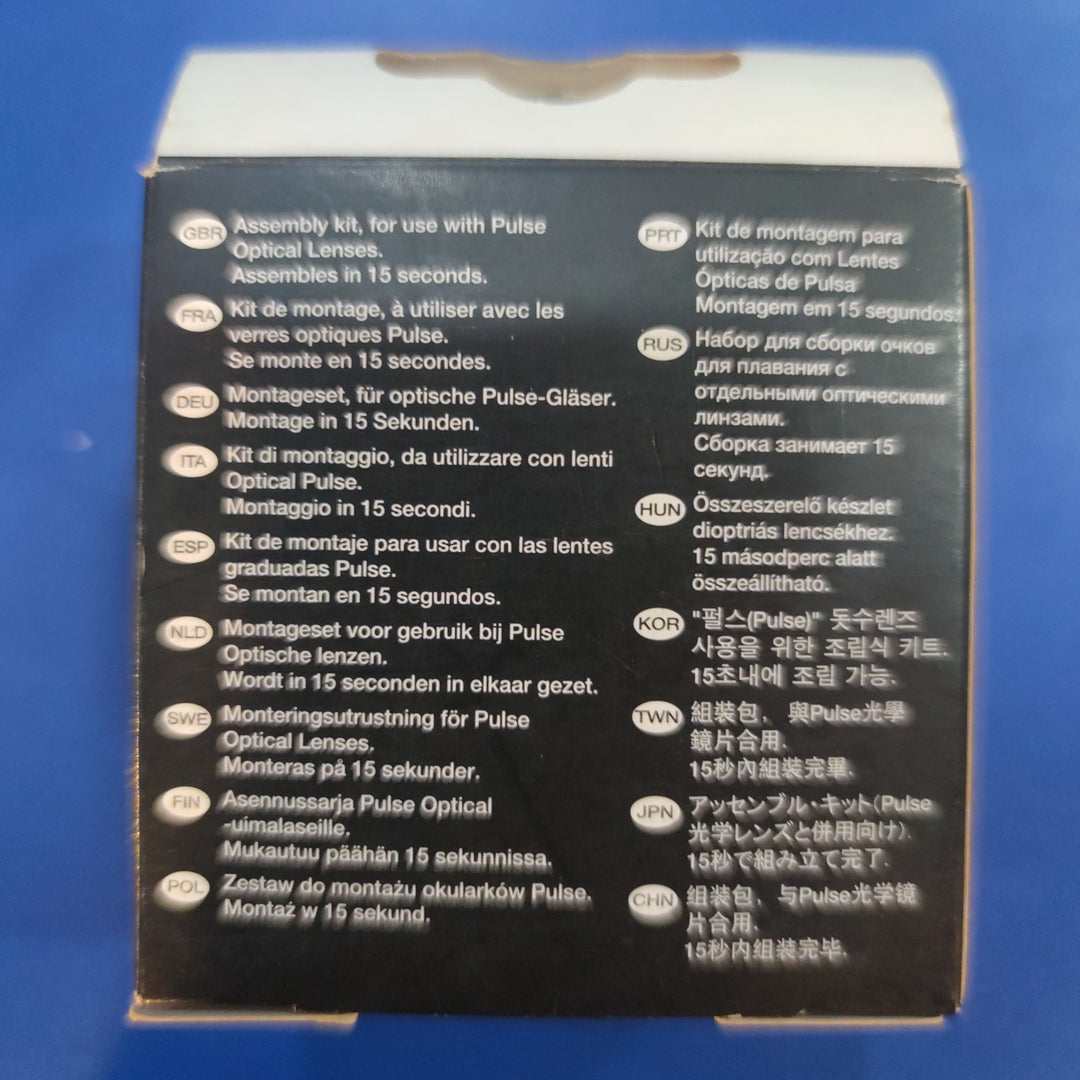 GBR
Assembly kit, for use with Pulse
Optical Lenses.
Assembles in 15 seconds.
FRA
Kit de montage, à utiliser avec les
verres optiques Pulse.
Se monte en 15 secondes.
DEU
Montageset, für optische Pulse-Gläser.
Montage in 15 Sekunden.
ITA
Kit di montaggio, da utilizzare con lenti
Optical Pulse.
Montaggio in 15 secondi.
ESP
Kit de montaje para usar con las lentes
graduadas Pulse.
Se montan en 15 segundos.
NLD
Montageset voor gebruik bij Pulse
Optische lenzen.
Wordt in 15 seconden in elkaar gezet.
SWE
Monteringsutrustning för Pulse
Optical Lenses.
Monteras på 15 sekunder.
FIN
Asennussarja Pulse Optical
-uimalaseille.
Mukautuu päähän 15 sekunnissa.
POL
Zestaw do montażu okularków Pulse.
Montaż w 15 sekund.
PRT
Kit de montagem para
utilização com Lentes
Ópticas de Pulsa
Montagem em 15 segundos.
RUS
Набор для сборки очков
для плавания с
отдельными оптическими
линзами.
Сборка занимает 15
секунд.
HUN
Összeszerelő készlet
dioptriás lencsékhez.
15 másodperc alatt
összeállítható.
KOR
"펄스(Pulse)" 돗수렌즈
사용을 위한 조립식 키트.
15초내에 조립 가능.
TWN
組裝包， 與Pulse光學
鏡片合用.
15秒內組裝完畢.
JPN
アッセンブル・キット(Pulse
光学レンズと併用向け).
15秒で組み立て完了.
CHN
组装包， 与Pulse光学镜
片合用.
15秒内组装完毕.